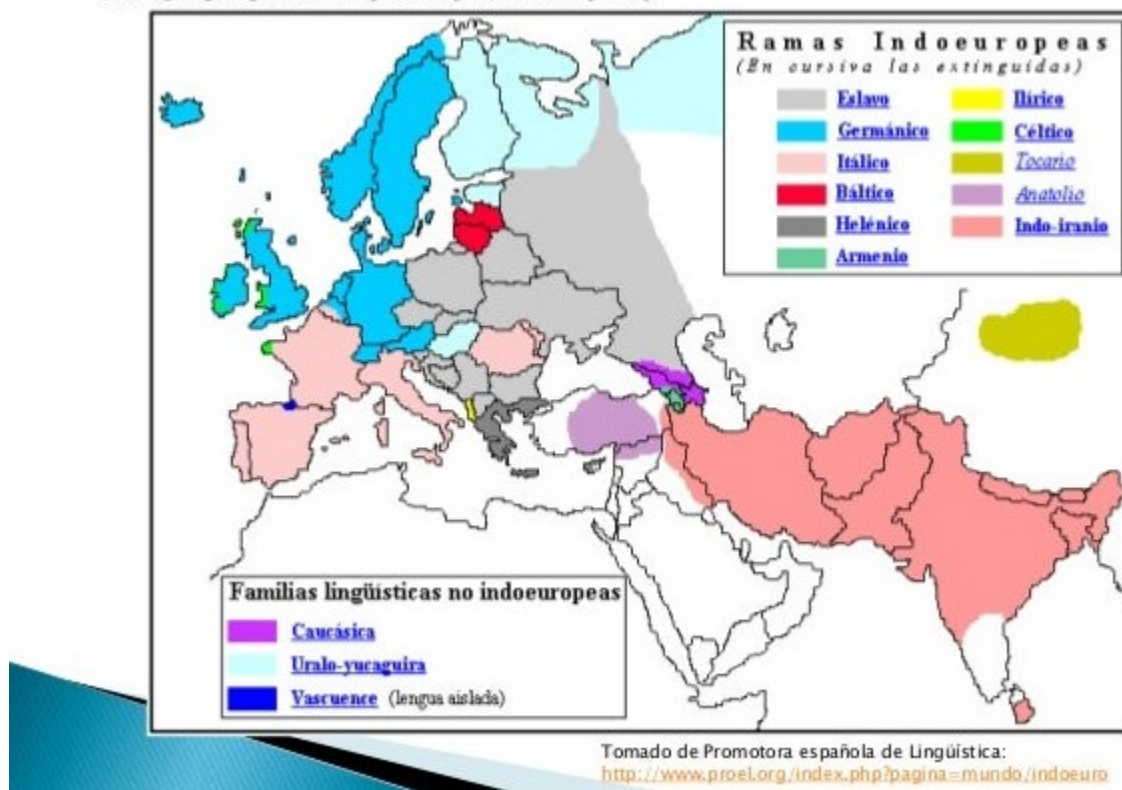 Ramas Indoeuropeas
(En cursiva las extinguidas)
Eslavo
Germánico
Itálico
Báltico
Helénico
Armenio
Ilírico
Céltico
Tocario
Anatolio
Indo-iranio
Familias lingüísticas no indoeuropeas
Caucásica
Uralo-yucaguira
Vascuence (lengua aislada)
Tomado de Promotora española de Lingüística:
http://www.proel.org/index.php?pagina=mundo/indoeuro